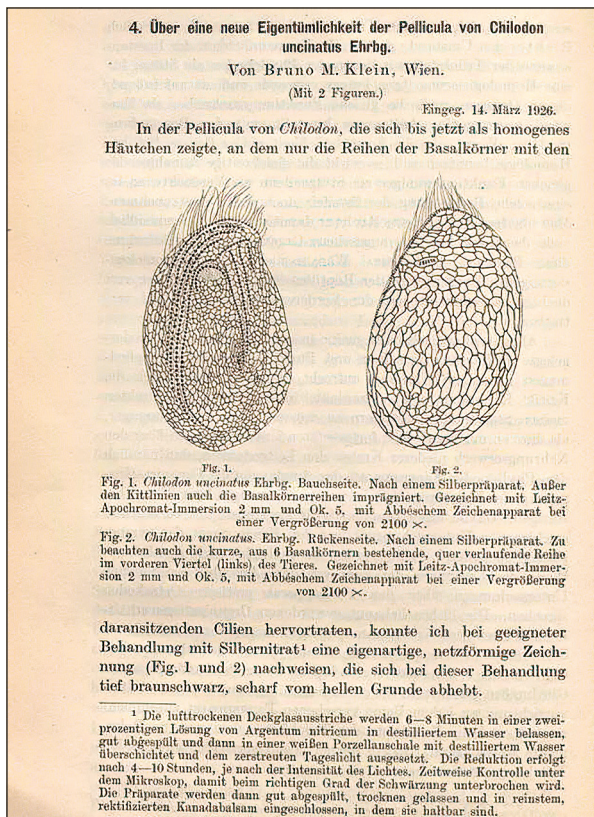 4. Über eine neue Eigentümlichkeit der Pellicula von Chilodon
uncinatus Ehrbg.
Von Bruno M. Klein, Wien.
(Mit 2 Figuren.)
Eingeg. 14. März 1926.
In der Pellicula von Chilodon, die sich bis jetzt als homogenes
Häutchen zeigte, an dem nur die Reihen der Basalkörner mit den
Fig. 1.
Fig. 2.
Fig. 1. Chilodon uncinatus Ehrbg. Bauchseite. Nach einem Silberpräparat. Außer
den Kittlinien auch die Basalkörnerreihen imprägniert. Gezeichnet mit Leitz-
Apochromat-Immersion 2 mm und Ok. 5, mit Abbéschem Zeichenapparat bei
einer Vergrößerung von 2100 ×.
Fig. 2. Chilodon uncinatus. Ehrbg. Rückenseite. Nach einem Silberpräparat. Zu
beachten auch die kurze, aus 6 Basalkörnern bestehende, quer verlaufende Reihe
im vorderen Viertel (links) des Tieres. Gezeichnet mit Leitz-Apochromat-Immer-
sion 2 mm und Ok. 5, mit Abbéschem Zeichenapparat bei einer Vergrößerung
von 2100 ×.
daransitzenden Cilien hervortraten, konnte ich bei geeigneter
Behandlung mit Silbernitrat¹ eine eigenartige, netzförmige Zeich-
nung (Fig. 1 und 2) nachweisen, die sich bei dieser Behandlung
tief braunschwarz, scharf vom hellen Grunde abhebt.
¹ Die lufttrockenen Deckglasausstriche werden 6—8 Minuten in einer zwei-
prozentigen Lösung von Argentum nitricum in destilliertem Wasser belassen,
gut abgespült und dann in einer weißen Porzellanschale mit destilliertem Wasser
überschichtet und dem zerstreuten Tageslicht ausgesetzt. Die Reduktion erfolgt
nach 4—10 Stunden, je nach der Intensität des Lichtes. Zeitweise Kontrolle unter
dem Mikroskop, damit beim richtigen Grad der Schwärzung unterbrochen wird.
Die Präparate werden dann gut abgespült, trocknen gelassen und in reinstem,
rektifizierten Kanadabalsam eingeschlossen, in dem sie haltbar sind.